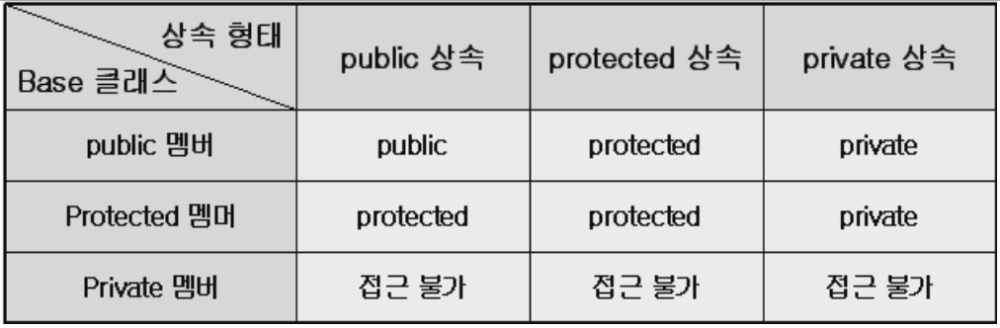 상속 형태
Base 클래스
public 상속
protected 상속
private 상속
public 멤버
public
protected
private
Protected 멤머
protected
protected
private
Private 멤버
접근 불가
접근 불가
접근 불가